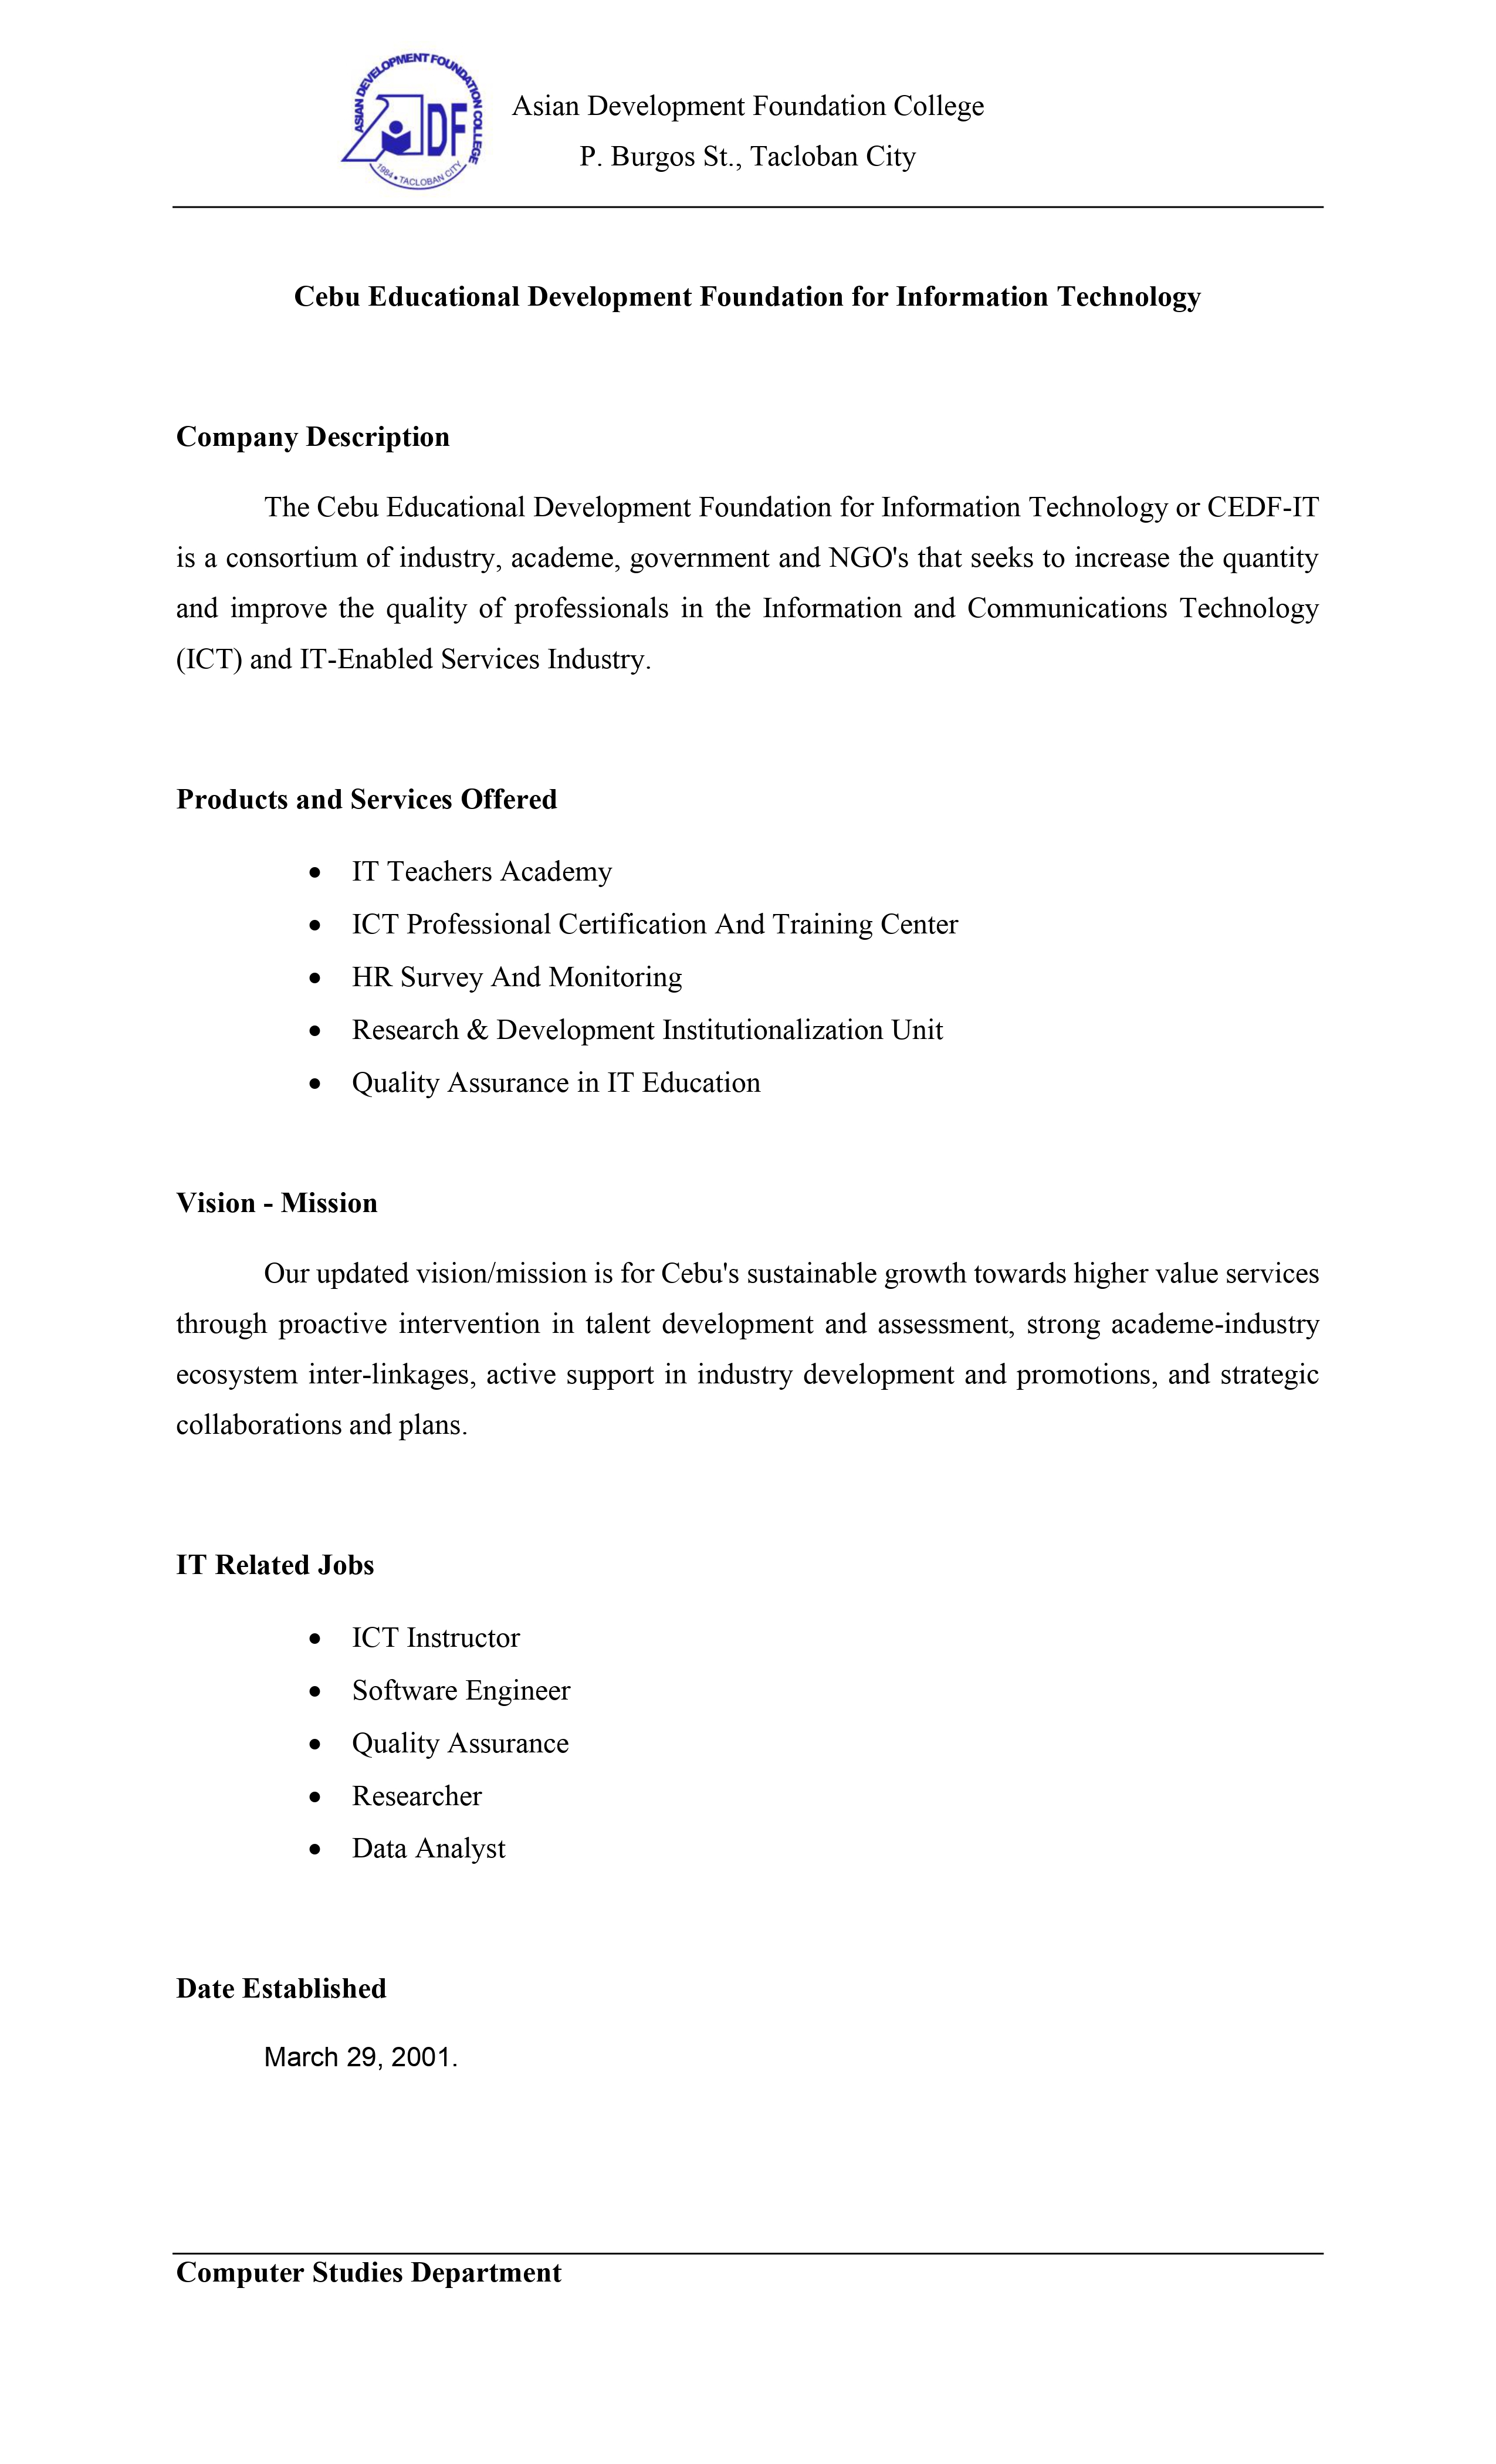 ASIAN DEVELOPMENT FOUNDATION COLLEGE
ADF
1984 • TACLOBAN CITY
Asian Development Foundation College
P. Burgos St., Tacloban City
Cebu Educational Development Foundation for Information Technology
Company Description
The Cebu Educational Development Foundation for Information Technology or CEDF-IT
is a consortium of industry, academe, government and NGO's that seeks to increase the quantity
and improve the quality of professionals in the Information and Communications Technology
(ICT) and IT-Enabled Services Industry.
Products and Services Offered
• IT Teachers Academy
• ICT Professional Certification And Training Center
• HR Survey And Monitoring
• Research & Development Institutionalization Unit
• Quality Assurance in IT Education
Vision - Mission
Our updated vision/mission is for Cebu's sustainable growth towards higher value services
through proactive intervention in talent development and assessment, strong academe-industry
ecosystem inter-linkages, active support in industry development and promotions, and strategic
collaborations and plans.
IT Related Jobs
• ICT Instructor
• Software Engineer
• Quality Assurance
• Researcher
• Data Analyst
Date Established
March 29, 2001.
Computer Studies Department